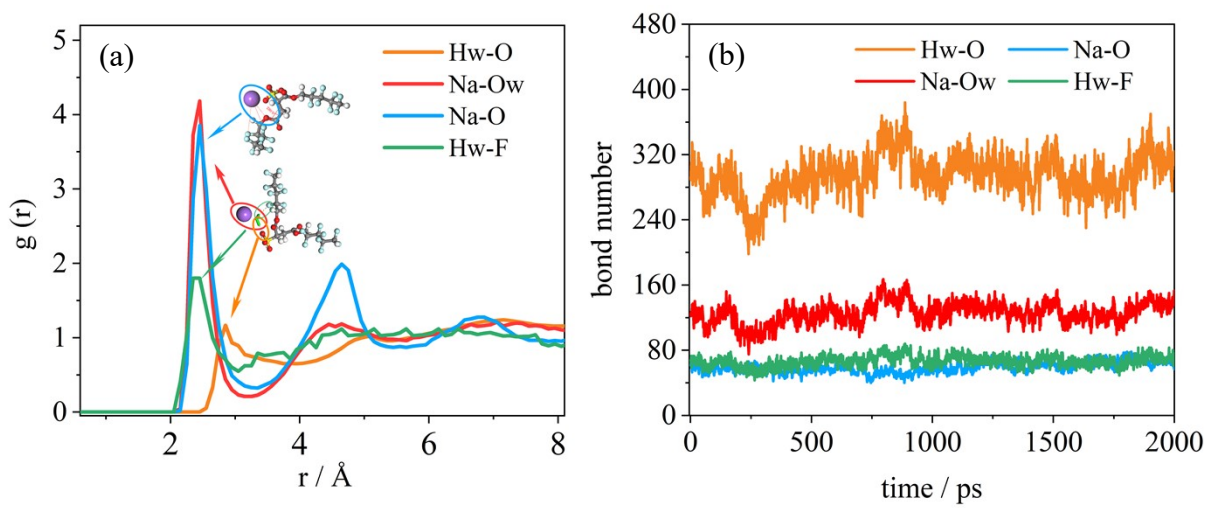 (a)
Hw-O
Na-Ow
Na-O
Hw-F
5
4
3
2
1
0
g (r)
2 4 6 8
r / Å
(b)
Hw-O Na-O
Na-Ow Hw-F
480
400
320
240
160
80
0
bond number
0 500 1000 1500 2000
time / ps